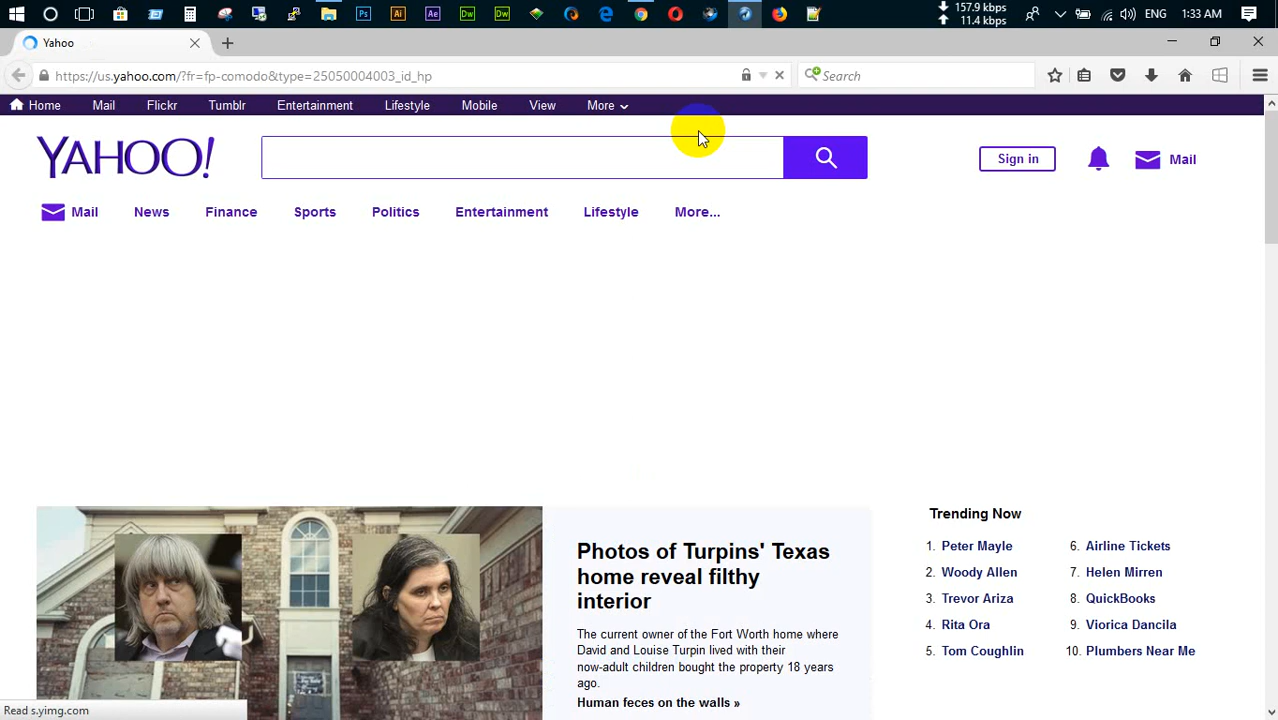 157.9 kbps
11.4 kbps
ENG 1:33 AM
Yahoo
https://us.yahoo.com/?fr=fp-comodo&type=25050004003_id_hp
Search
Home Mail Flickr Tumblr Entertainment Lifestyle Mobile View More
YAHOO!
Sign in
Mail
Mail News Finance Sports Politics Entertainment Lifestyle More...
Photos of Turpins' Texas
home reveal filthy
interior
The current owner of the Fort Worth home where
David and Louise Turpin lived with their
now-adult children bought the property 18 years
ago.
Human feces on the walls »
Trending Now
1. Peter Mayle
2. Woody Allen
3. Trevor Ariza
4. Rita Ora
5. Tom Coughlin
6. Airline Tickets
7. Helen Mirren
8. QuickBooks
9. Viorica Dancila
10. Plumbers Near Me
Read s.yimg.com